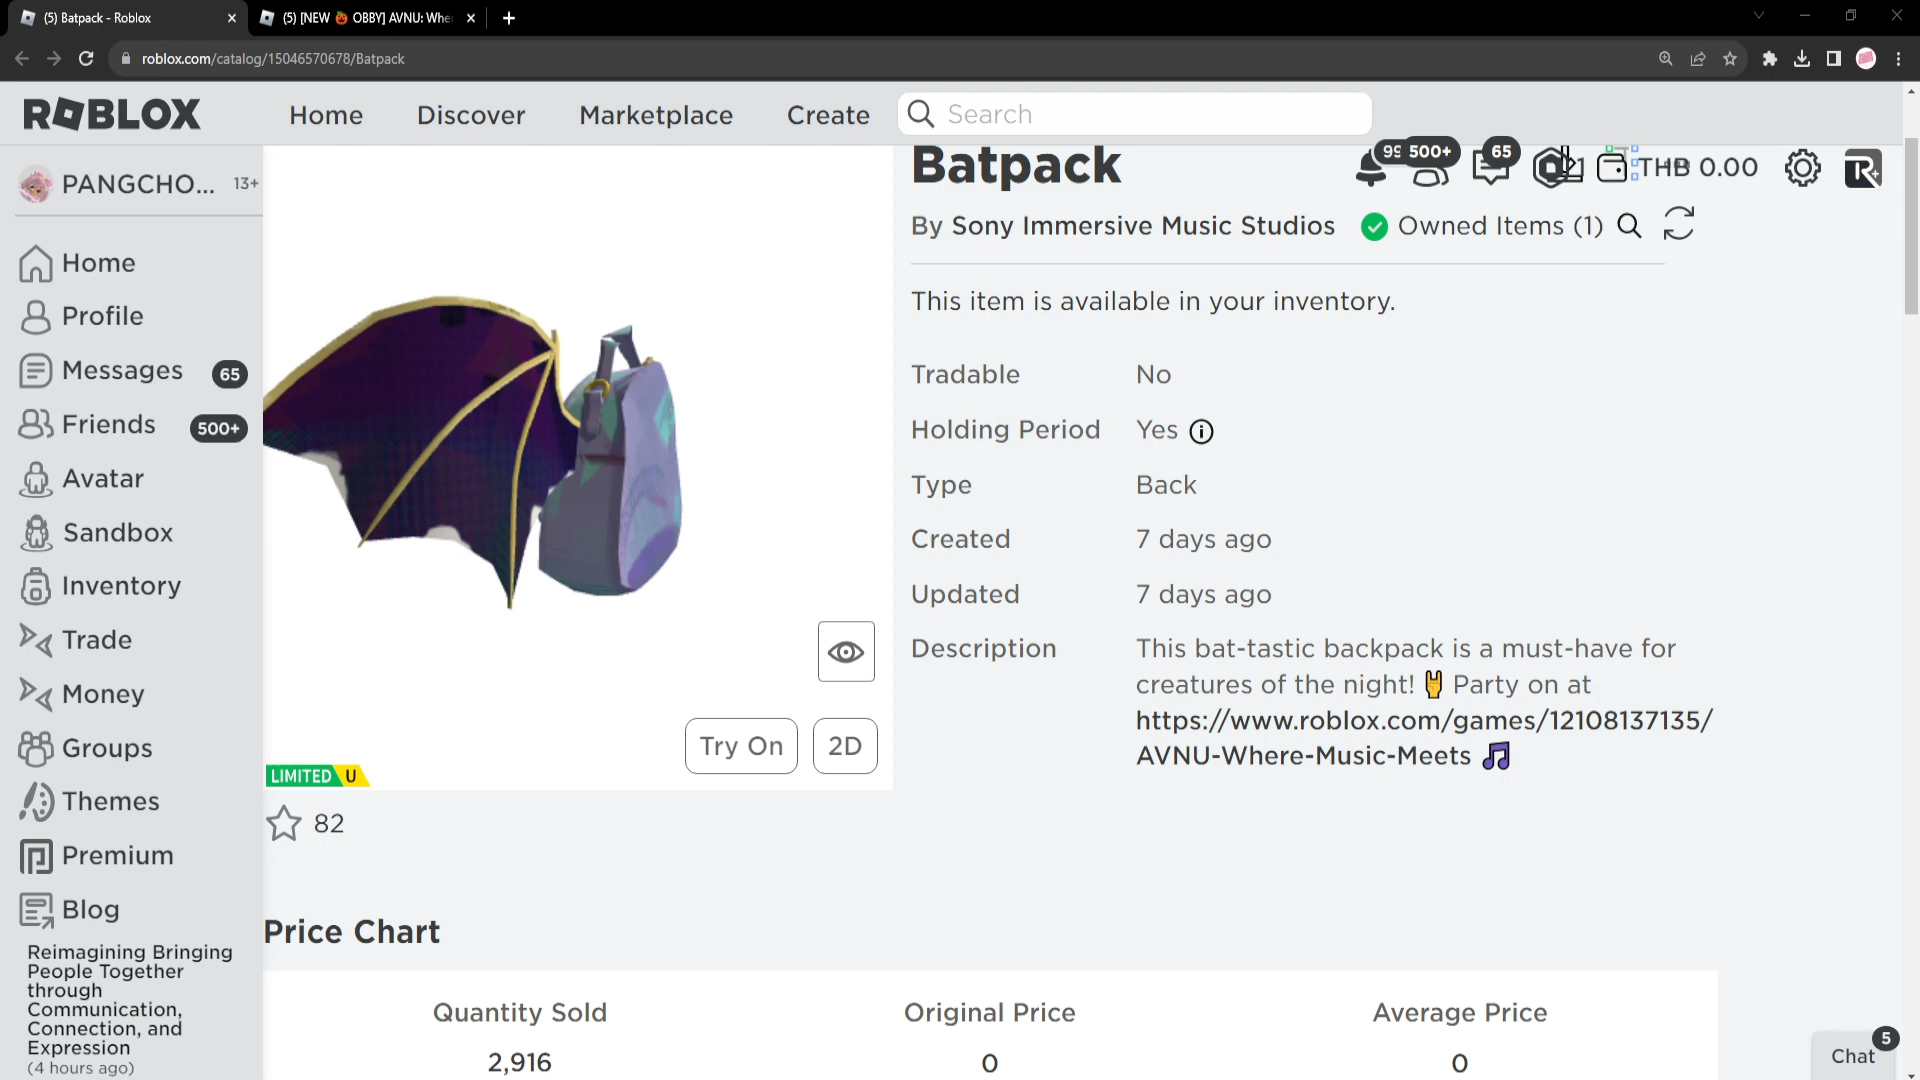 (5) Batpack - Roblox
(5) [NEW 🎃 OBBY] AVNU: Whe
roblox.com/catalog/15046570678/Batpack
ROBLOX
Home
Discover
Marketplace
Create
Search
PANGCHO...
13+
Home
Profile
Messages
65
Friends
500+
Avatar
Sandbox
Inventory
Trade
Money
Groups
Themes
Premium
Blog
Reimagining Bringing
People Together
through
Communication,
Connection, and
Expression
(4 hours ago)
Batpack
500+
65
THB 0.00
By Sony Immersive Music Studios
Owned Items (1)
This item is available in your inventory.
Tradable No
Holding Period Yes
Type Back
Created 7 days ago
Updated 7 days ago
Description This bat-tastic backpack is a must-have for
creatures of the night! 🤘 Party on at
https://www.roblox.com/games/12108137135/
AVNU-Where-Music-Meets 🎵
Try On
2D
LIMITED U
82
Price Chart
Quantity Sold Original Price Average Price
2,916 0 0
Chat
5